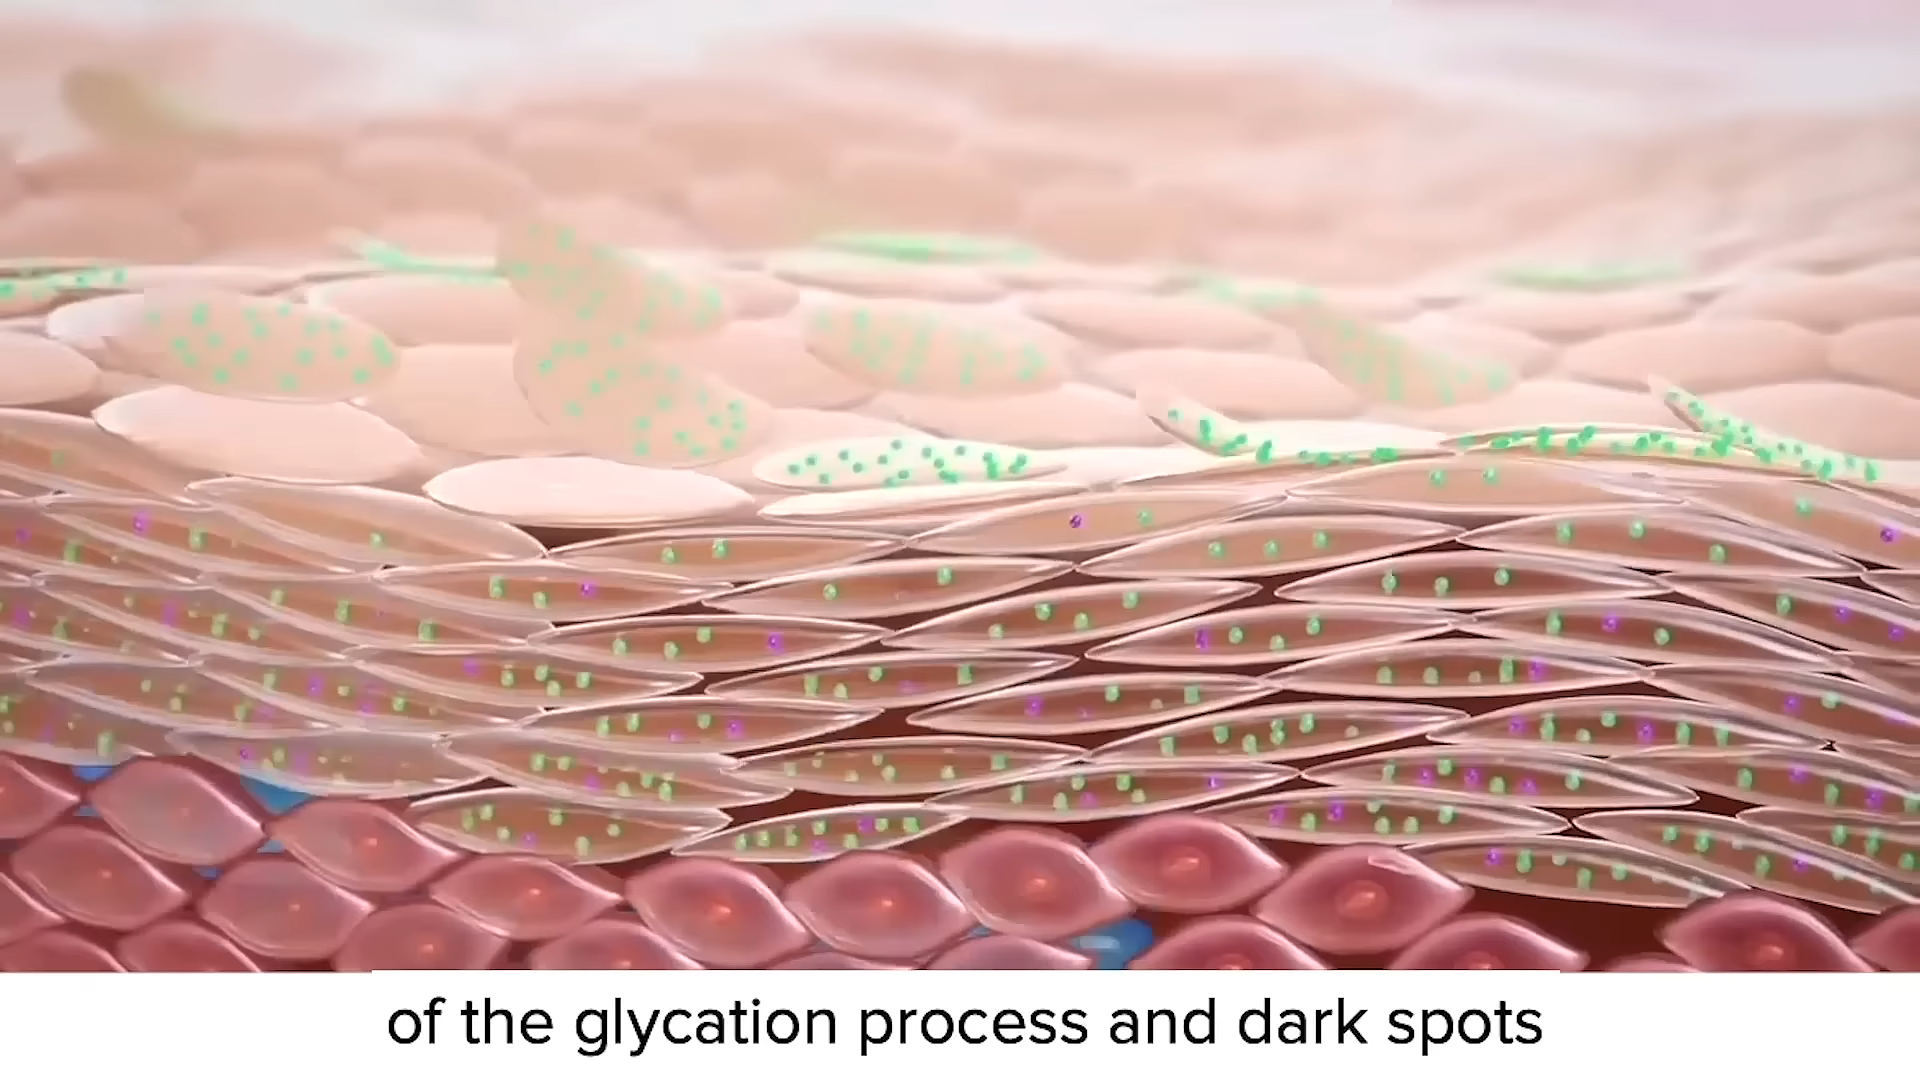 of the glycation process and dark spots